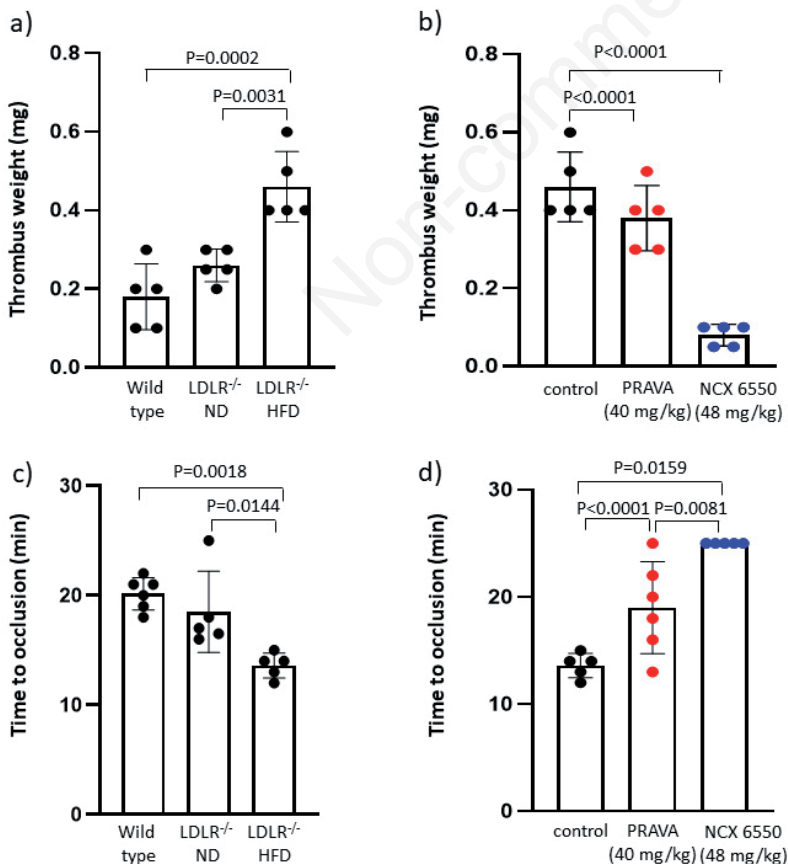 a)
0.8
0.6
0.4
0.2
0.0
Thrombus weight (mg)
P=0.0002
P=0.0031
Wild
type
LDLR-/-
ND
LDLR-/-
HFD
b)
0.8
0.6
0.4
0.2
0.0
Thrombus weight (mg)
P<0.0001
P<0.0001
control
PRAVA
(40 mg/kg)
NCX 6550
(48 mg/kg)
Non-comme
c)
30
20
10
0
Time to occlusion (min)
P=0.0018
P=0.0144
Wild
type
LDLR-/-
ND
LDLR-/-
HFD
d)
30
20
10
0
Time to occlusion (min)
P=0.0159
P<0.0001
P=0.0081
control
PRAVA
(40 mg/kg)
NCX 6550
(48 mg/kg)